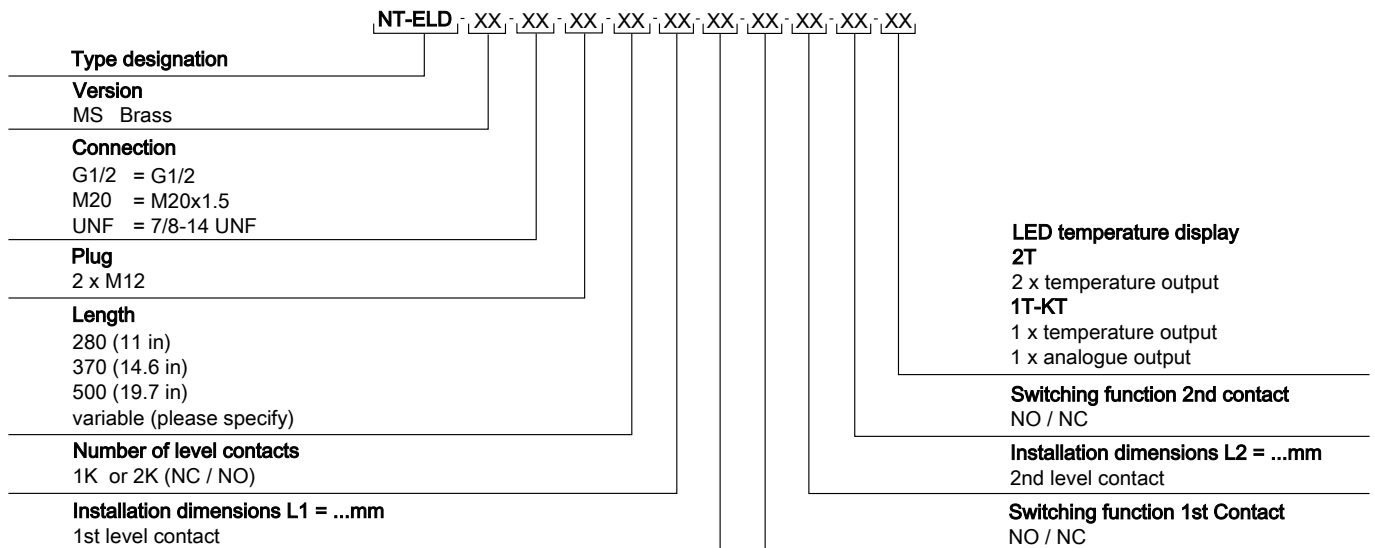 NT-ELD - XX - XX - XX - XX - XX - XX - XX - XX - XX - XX
Type designation
Version
MS Brass
Connection
G1/2 = G1/2
M20 = M20x1.5
UNF = 7/8-14 UNF
Plug
2 x M12
Length
280 (11 in)
370 (14.6 in)
500 (19.7 in)
variable (please specify)
Number of level contacts
1K or 2K (NC / NO)
Installation dimensions L1 = ...mm
1st level contact
LED temperature display
2T
2 x temperature output
1T-KT
1 x temperature output
1 x analogue output
Switching function 2nd contact
NO / NC
Installation dimensions L2 = ...mm
2nd level contact
Switching function 1st Contact
NO / NC